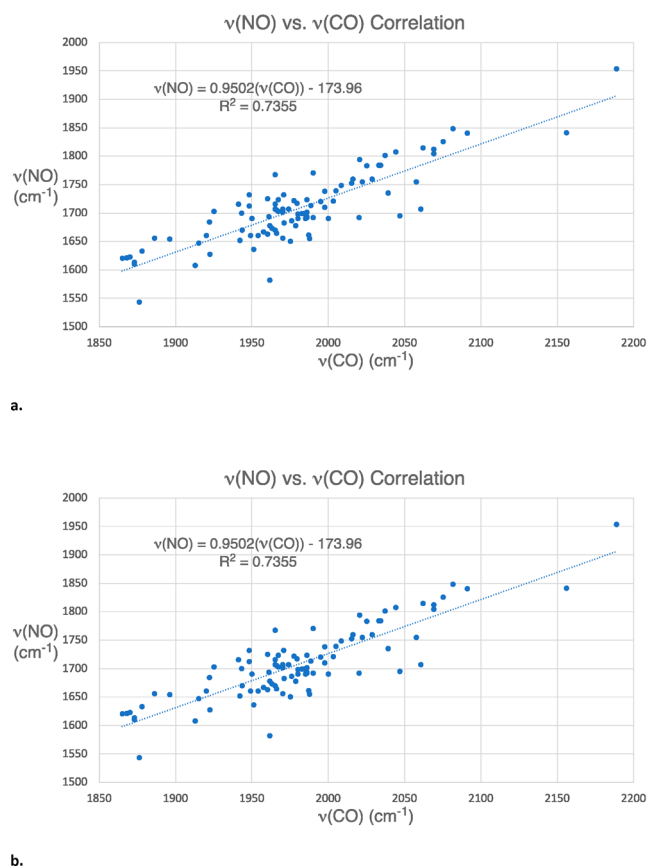 ν(NO) vs. ν(CO) Correlation
2000
1950
1900
1850
1800
1750
1700
1650
1600
1550
1500
ν(NO)
(cm⁻¹)
ν(NO) = 0.9502(ν(CO)) - 173.96
R² = 0.7355
1850 1900 1950 2000 2050 2100 2150 2200
ν(CO) (cm⁻¹)
a.
ν(NO) vs. ν(CO) Correlation
2000
1950
1900
1850
1800
1750
1700
1650
1600
1550
1500
ν(NO)
(cm⁻¹)
ν(NO) = 0.9502(ν(CO)) - 173.96
R² = 0.7355
1850 1900 1950 2000 2050 2100 2150 2200
ν(CO) (cm⁻¹)
b.